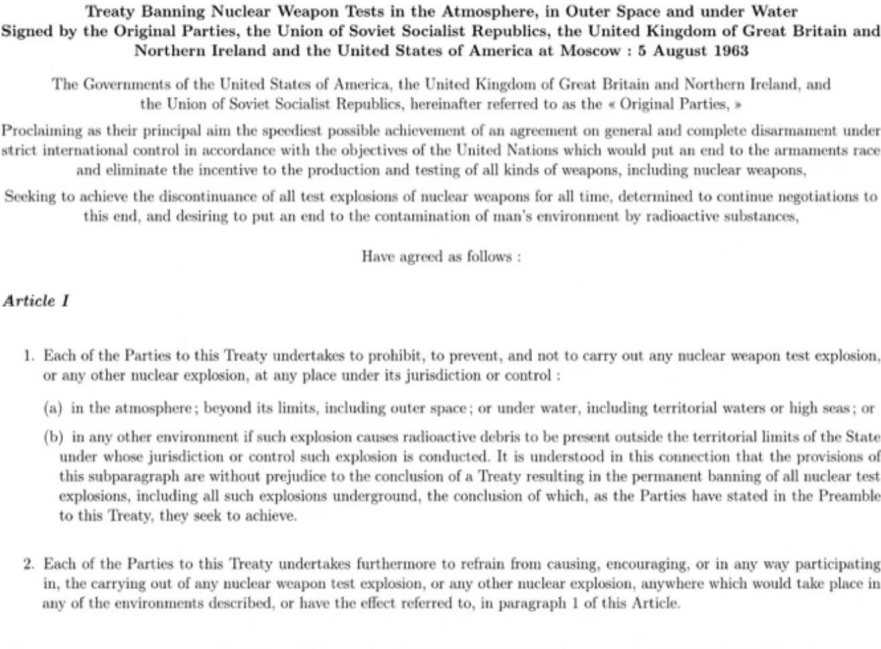 Treaty Banning Nuclear Weapon Tests in the Atmosphere, in Outer Space and under Water
Signed by the Original Parties, the Union of Soviet Socialist Republics, the United Kingdom of Great Britain and
Northern Ireland and the United States of America at Moscow : 5 August 1963
The Governments of the United States of America, the United Kingdom of Great Britain and Northern Ireland, and
the Union of Soviet Socialist Republics, hereinafter referred to as the « Original Parties, »
Proclaiming as their principal aim the speediest possible achievement of an agreement on general and complete disarmament under
strict international control in accordance with the objectives of the United Nations which would put an end to the armaments race
and eliminate the incentive to the production and testing of all kinds of weapons, including nuclear weapons,
Seeking to achieve the discontinuance of all test explosions of nuclear weapons for all time, determined to continue negotiations to
this end, and desiring to put an end to the contamination of man's environment by radioactive substances,
Have agreed as follows :
Article I
1. Each of the Parties to this Treaty undertakes to prohibit, to prevent, and not to carry out any nuclear weapon test explosion,
or any other nuclear explosion, at any place under its jurisdiction or control :
(a) in the atmosphere; beyond its limits, including outer space; or under water, including territorial waters or high seas; or
(b) in any other environment if such explosion causes radioactive debris to be present outside the territorial limits of the State
under whose jurisdiction or control such explosion is conducted. It is understood in this connection that the provisions of
this subparagraph are without prejudice to the conclusion of a Treaty resulting in the permanent banning of all nuclear test
explosions, including all such explosions underground, the conclusion of which, as the Parties have stated in the Preamble
to this Treaty, they seek to achieve.
2. Each of the Parties to this Treaty undertakes furthermore to refrain from causing, encouraging, or in any way participating
in, the carrying out of any nuclear weapon test explosion, or any other nuclear explosion, anywhere which would take place in
any of the environments described, or have the effect referred to, in paragraph 1 of this Article.